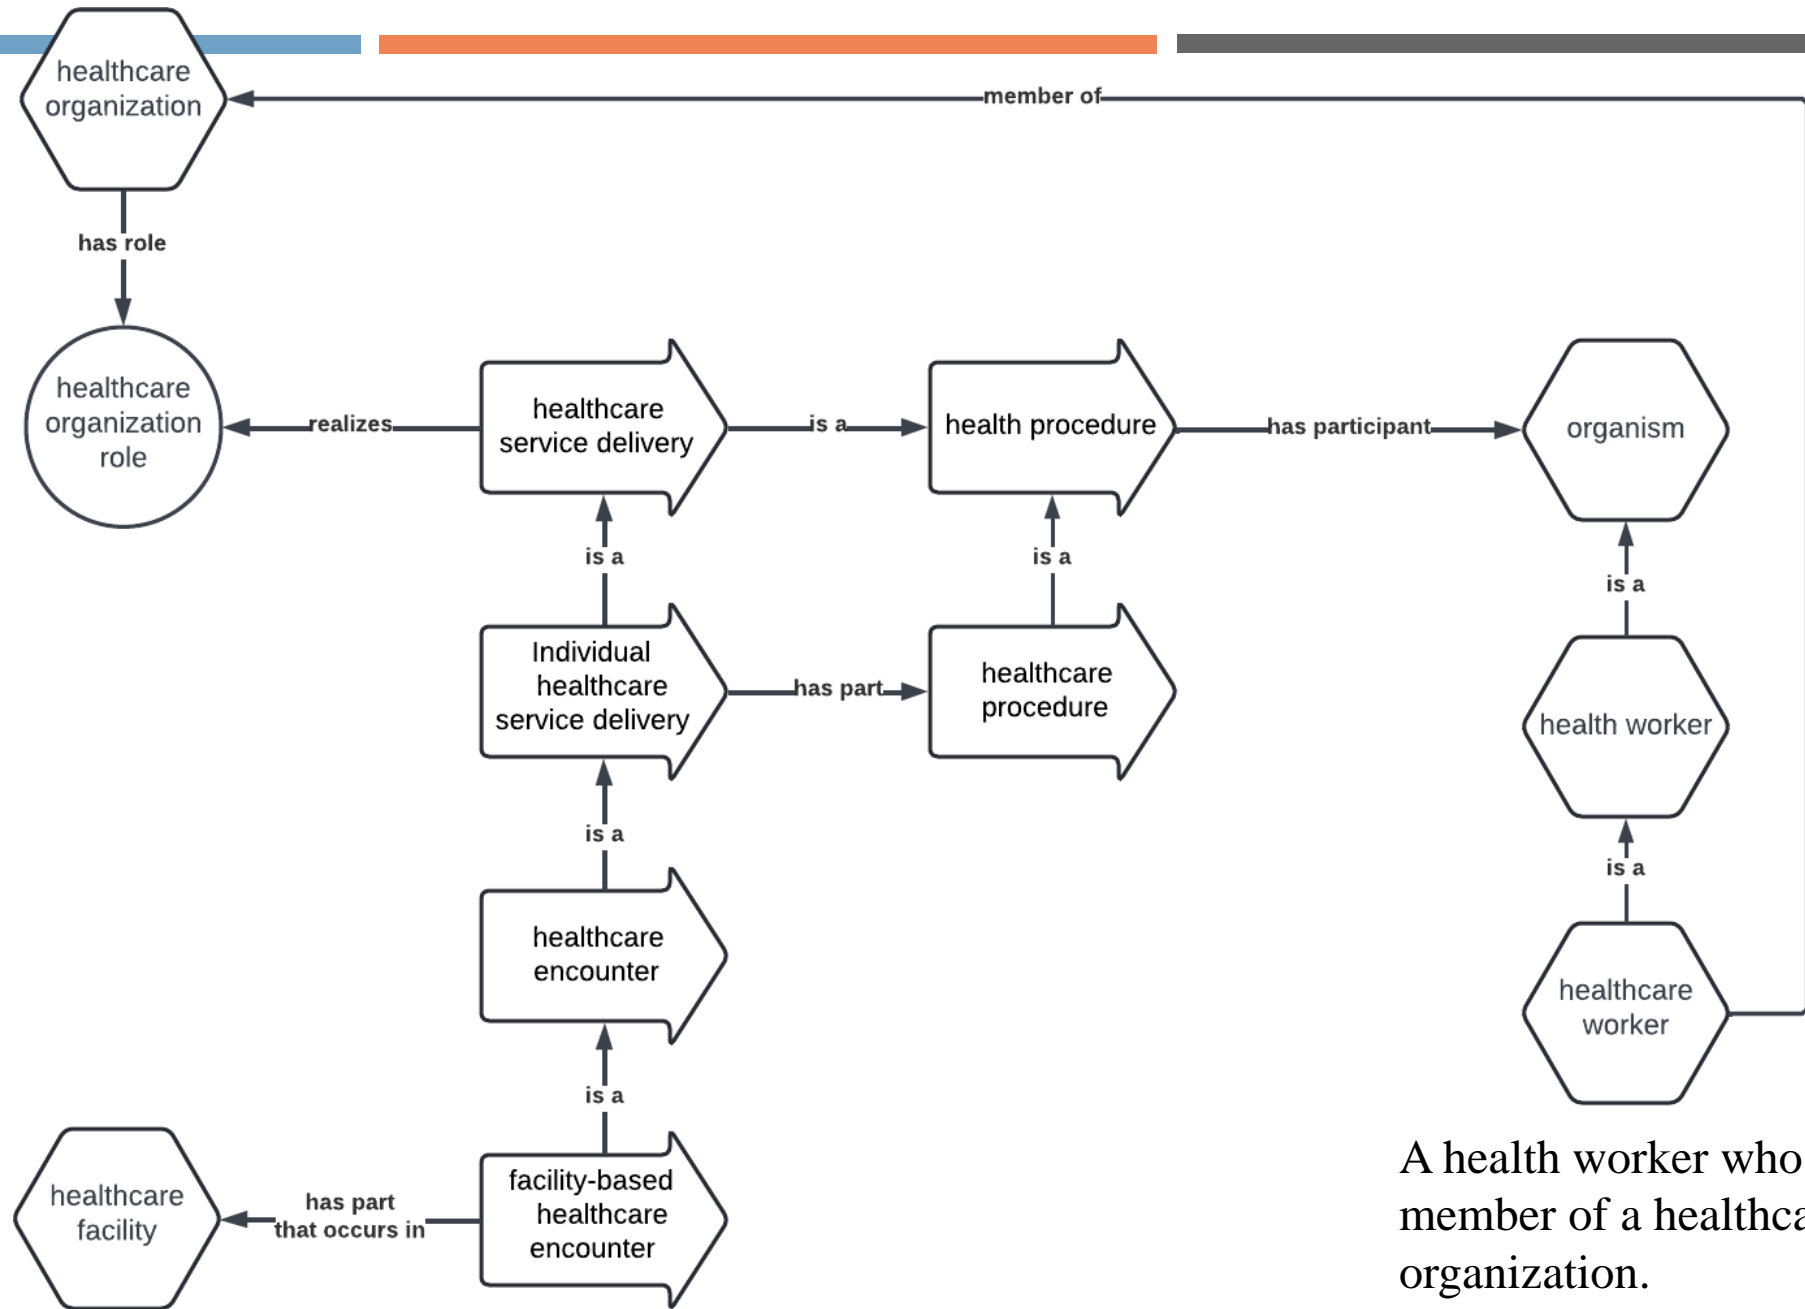 healthcare
organization
member of
has role
healthcare
organization
role
realizes
healthcare
service delivery
is a
health procedure
has participant
organism
is a
is a
is a
Individual
healthcare
service delivery
has part
healthcare
procedure
health worker
is a
is a
healthcare
encounter
healthcare
worker
is a
healthcare
facility
has part
that occurs in
facility-based
healthcare
encounter
A health worker who
member of a healthca
organization.